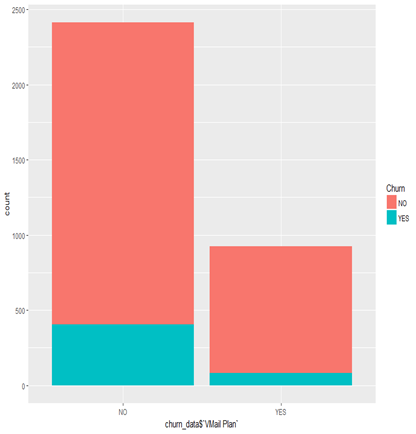 2500
2000
1500
1000
500
0
count
NO
YES
churn_data$`VMail Plan`
Churn
NO
YES